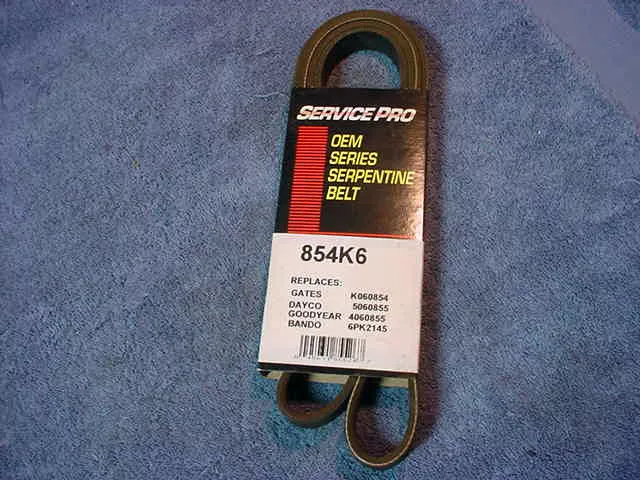 SERVICE PRO
OEM
SERIES
SERPENTINE
BELT
854K6
REPLACES:
GATES K060854
DAYCO 5060855
GOODYEAR 4060855
BANDO 6PK2145